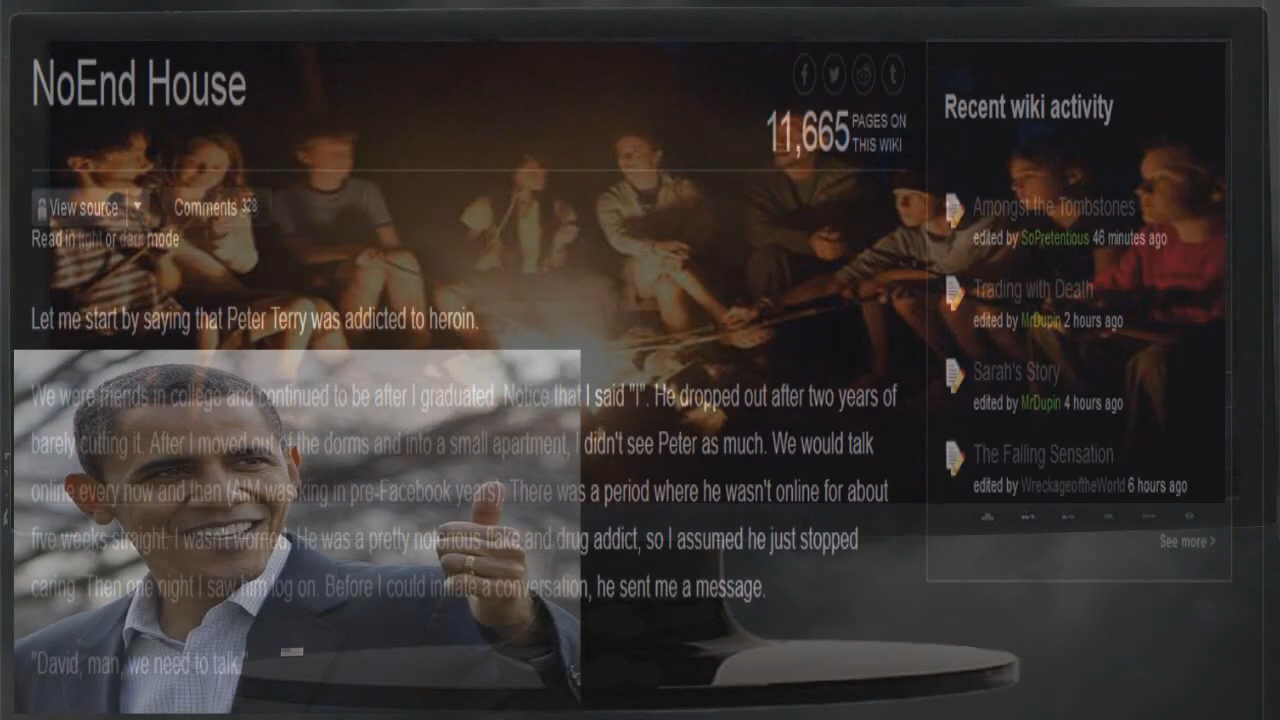 NoEnd House
11,665 PAGES ON
THIS WIKI
View source
Comments 328
Read in light or dark mode
Let me start by saying that Peter Terry was addicted to heroin.
We were friends in college and continued to be after I graduated. Notice that I said "I". He dropped out after two years of
barely cutting it. After I moved out of the dorms and into a small apartment, I didn't see Peter as much. We would talk
online every now and then (AIM was king in pre-Facebook years). There was a period where he wasn't online for about
five weeks straight. I wasn't worried. He was a pretty notorious flake and drug addict, so I assumed he just stopped
caring. Then one night I saw him log on. Before I could initiate a conversation, he sent me a message.
"David, man, we need to talk."
Recent wiki activity
Amongst the Tombstones
edited by SoPretentious 46 minutes ago
Trading with Death
edited by MrDupin 2 hours ago
Sarah's Story
edited by MrDupin 4 hours ago
The Falling Sensation
edited by WreckageoftheWorld 6 hours ago
See more >